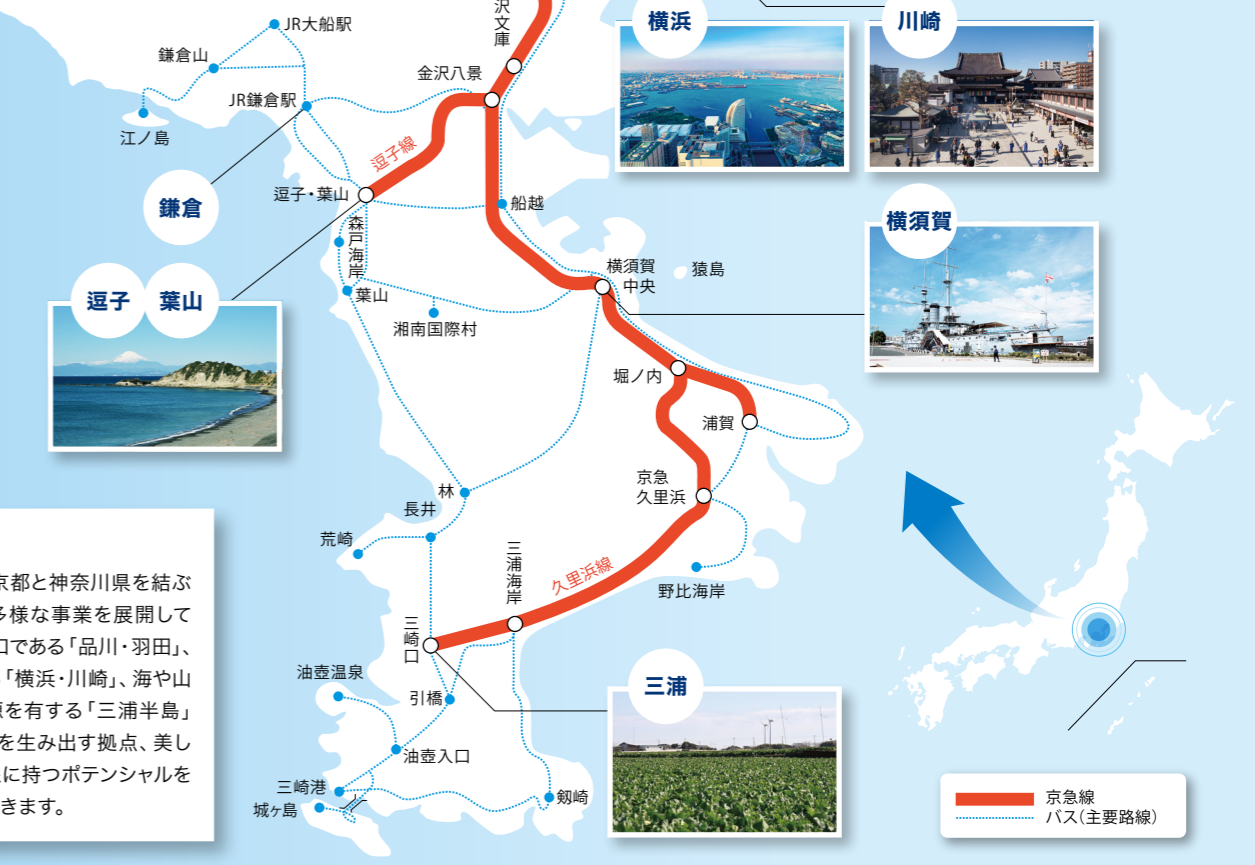 沢文庫
JR大船駅
鎌倉山
金沢八景
JR鎌倉駅
江ノ島
逗子線
逗子・葉山
鎌倉
船越
森戸海岸
葉山
逗子
葉山
湘南国際村
横須賀
中央
猿島
横浜
川崎
横須賀
堀ノ内
浦賀
京急
久里浜
林
長井
荒崎
三浦海岸
久里浜線
野比海岸
三崎口
油壺温泉
引橋
三浦
油壺入口
三崎港
城ヶ島
剱崎
京都と神奈川県を結ぶ
多様な事業を展開して
口である「品川・羽田」、
「横浜・川崎」、海や山
源を有する「三浦半島」
を生み出す拠点、美し
に持つポテンシャルを
きます。
京急線
バス(主要路線)